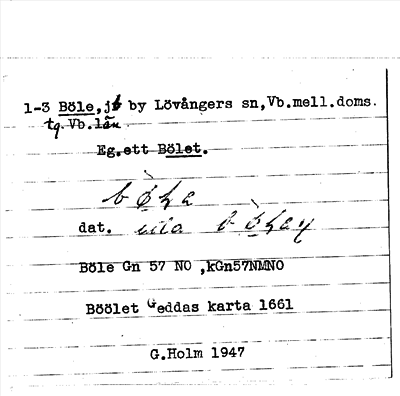 1-3 Böle, by Lövångers sn,Vb.mell.doms.
tg.Vb.län.
Eg.ett Bölet.
dat.
Böle Gn 57 NO ,kGn57NMNO
Böölet Geddas karta 1661
G.Holm 1947